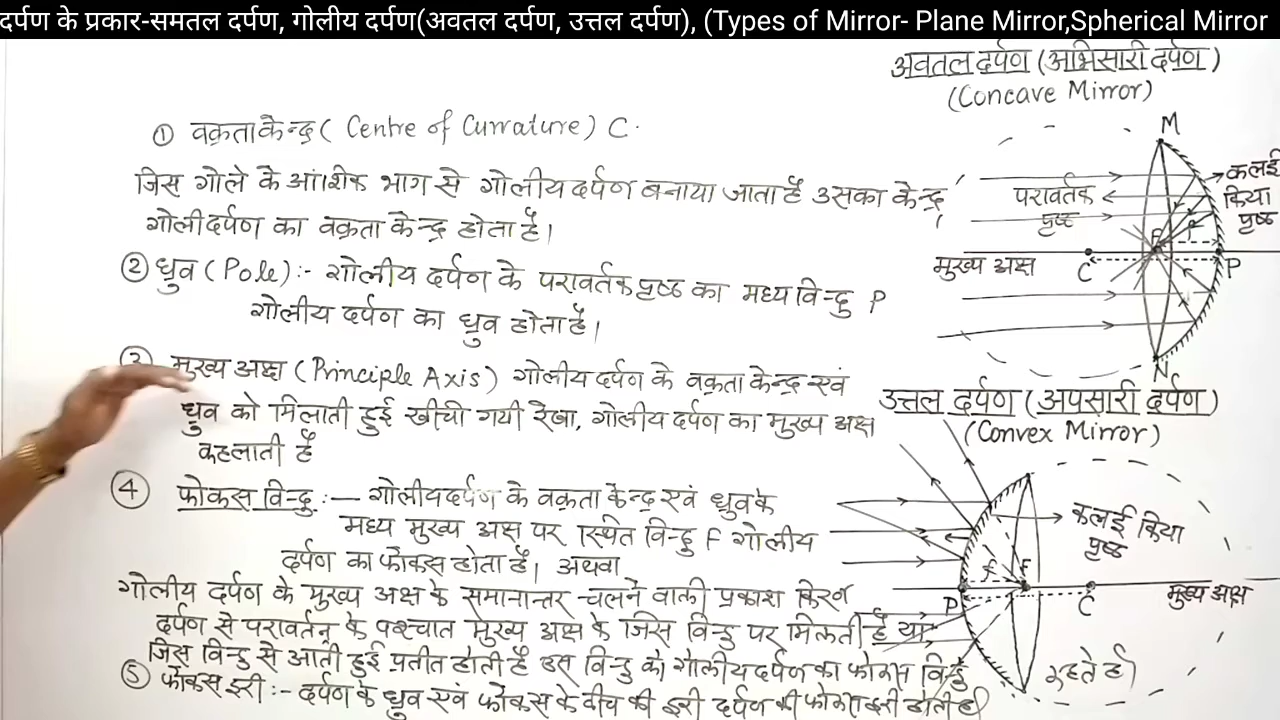 दर्पण के प्रकार-समतल दर्पण, गोलीय दर्पण(अवतल दर्पण, उत्तल दर्पण), (Types of Mirror- Plane Mirror,Spherical Mirror
① वक्रता केन्द्र ( Centre of Currature) C.
जिस गोले के आंशिक भाग से गोलीय दर्पण बनाया जाता है उसका केन्द्र
गोलीदर्पण का वक्रता केन्द्र होता है।
② ध्रुव (Pole):- गोलीय दर्पण के परावर्तक पृष्ठ का मध्य विन्दु P
गोलीय दर्पण का ध्रुव होता है।
③ मुख्य अक्ष (Principle Axis) गोलीय दर्पण के वक्रता केन्द्र एवं
ध्रुव को मिलाती हुई खीची गयी रेखा, गोलीय दर्पण का मुख्य अक्ष
कहलाती है
④ फोकस विन्दु :— गोलीयदर्पण के वक्रता केन्द्र एवं ध्रुव के
मध्य मुख्य अक्ष पर स्थित विन्दु F गोलीय
दर्पण का फोकस होता है। अथवा
गोलीय दर्पण के मुख्य अक्ष के समानान्तर चलने वाली प्रकाश किरण
दर्पण से परावर्तन के पश्चात मुख्य अक्ष के जिस विन्दु पर मिलती है या
जिस विन्दु से आती हुई प्रतीत होती है उस विन्दु को गोलीय दर्पण का फोकस विन्दु
कहते है)
⑤ फोकस दूरी :- दर्पण के ध्रुव एवं फोकस के बीच की दूरी दर्पण की फोकस दूरी होती है
अवतल दर्पण (अभिसारी दर्पण)
(Concave Mirror)
M
कलई
किया
पृष्ठ
परावर्तक
पृष्ठ
F
f
मुख्य अक्ष
C
P
N
उत्तल दर्पण (अपसारी दर्पण)
(Convex Mirror)
कलई किया
पृष्ठ
f
F
P
C
मुख्य अक्ष